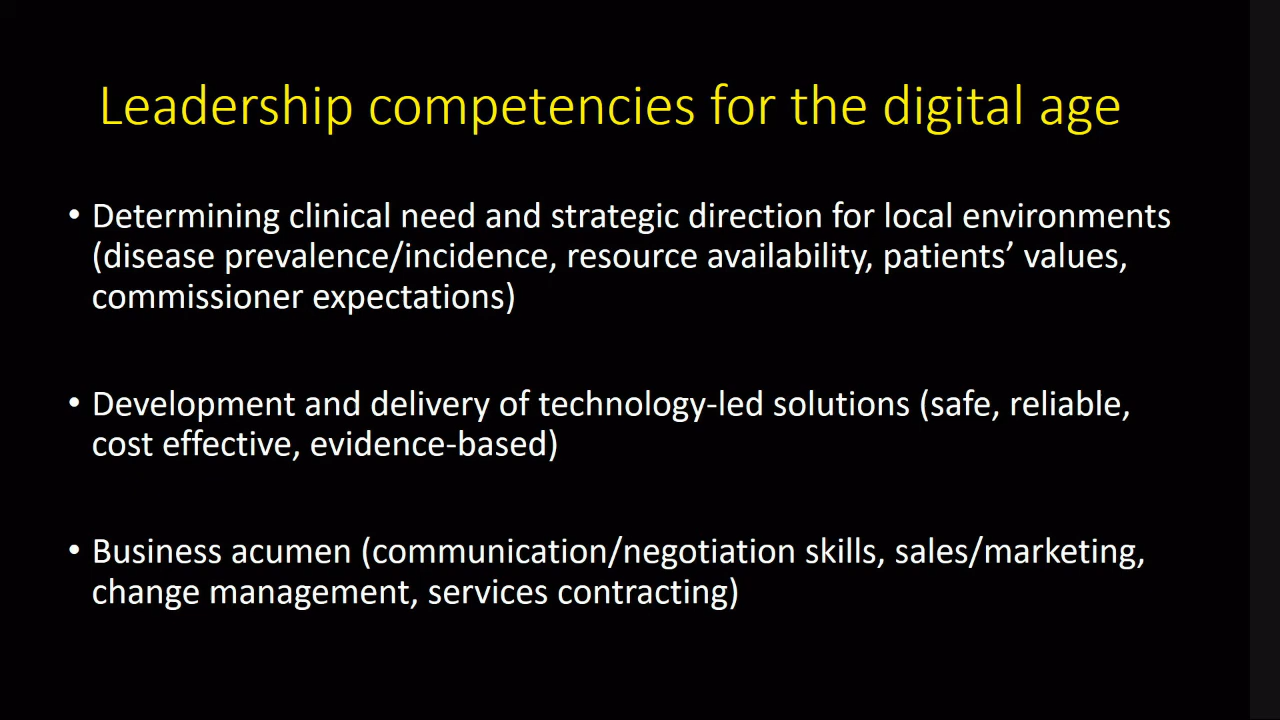 Leadership competencies for the digital age
• Determining clinical need and strategic direction for local environments
(disease prevalence/incidence, resource availability, patients’ values,
commissioner expectations)
• Development and delivery of technology-led solutions (safe, reliable,
cost effective, evidence-based)
• Business acumen (communication/negotiation skills, sales/marketing,
change management, services contracting)